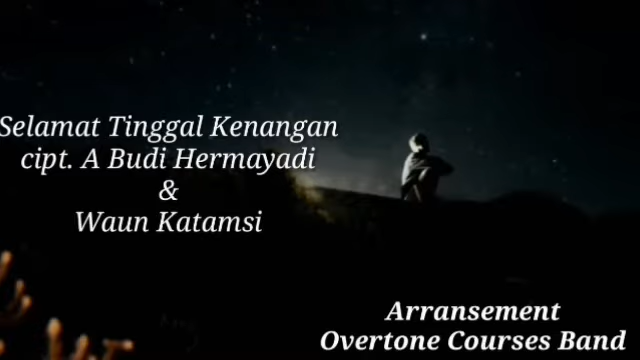 Selamat Tinggal Kenangan
cipt. A Budi Hermayadi
&
Waun Katamsi
Arransement
Overtone Courses Band